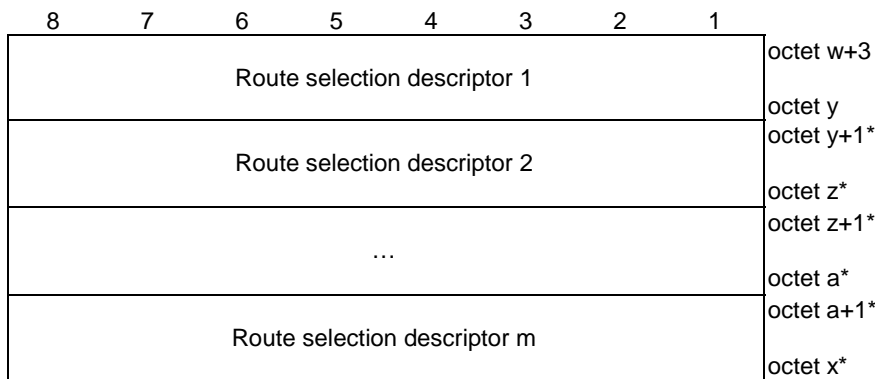 8 7 6 5 4 3 2 1
octet w+3
Route selection descriptor 1
octet y
octet y+1*
Route selection descriptor 2
octet z*
octet z+1*
…
octet a*
octet a+1*
Route selection descriptor m
octet x*